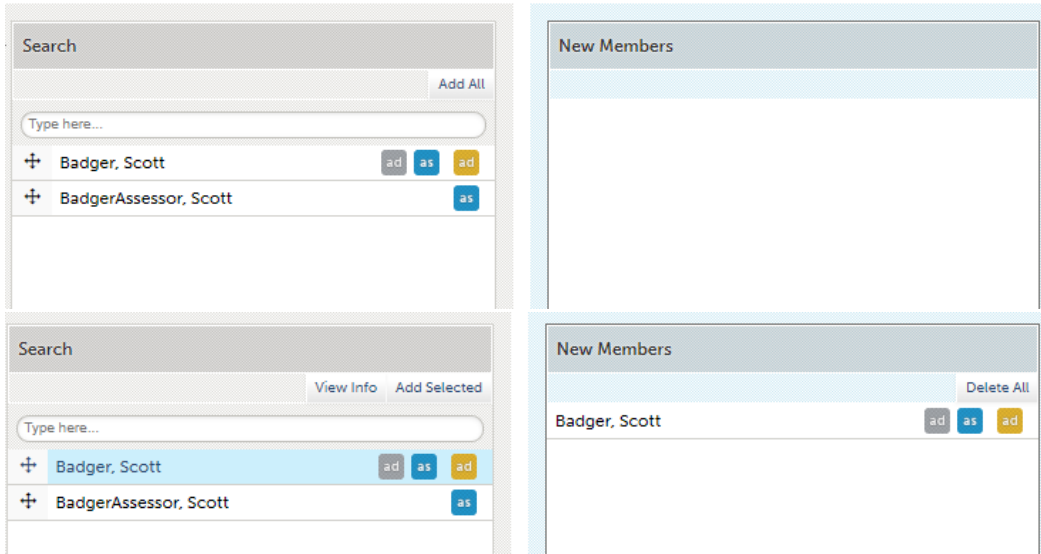 Search
Add All
Type here...
Badger, Scott ad as ad
BadgerAssessor, Scott as
New Members
Search
View Info Add Selected
Type here...
Badger, Scott ad as ad
BadgerAssessor, Scott as
New Members
Delete All
Badger, Scott ad as ad